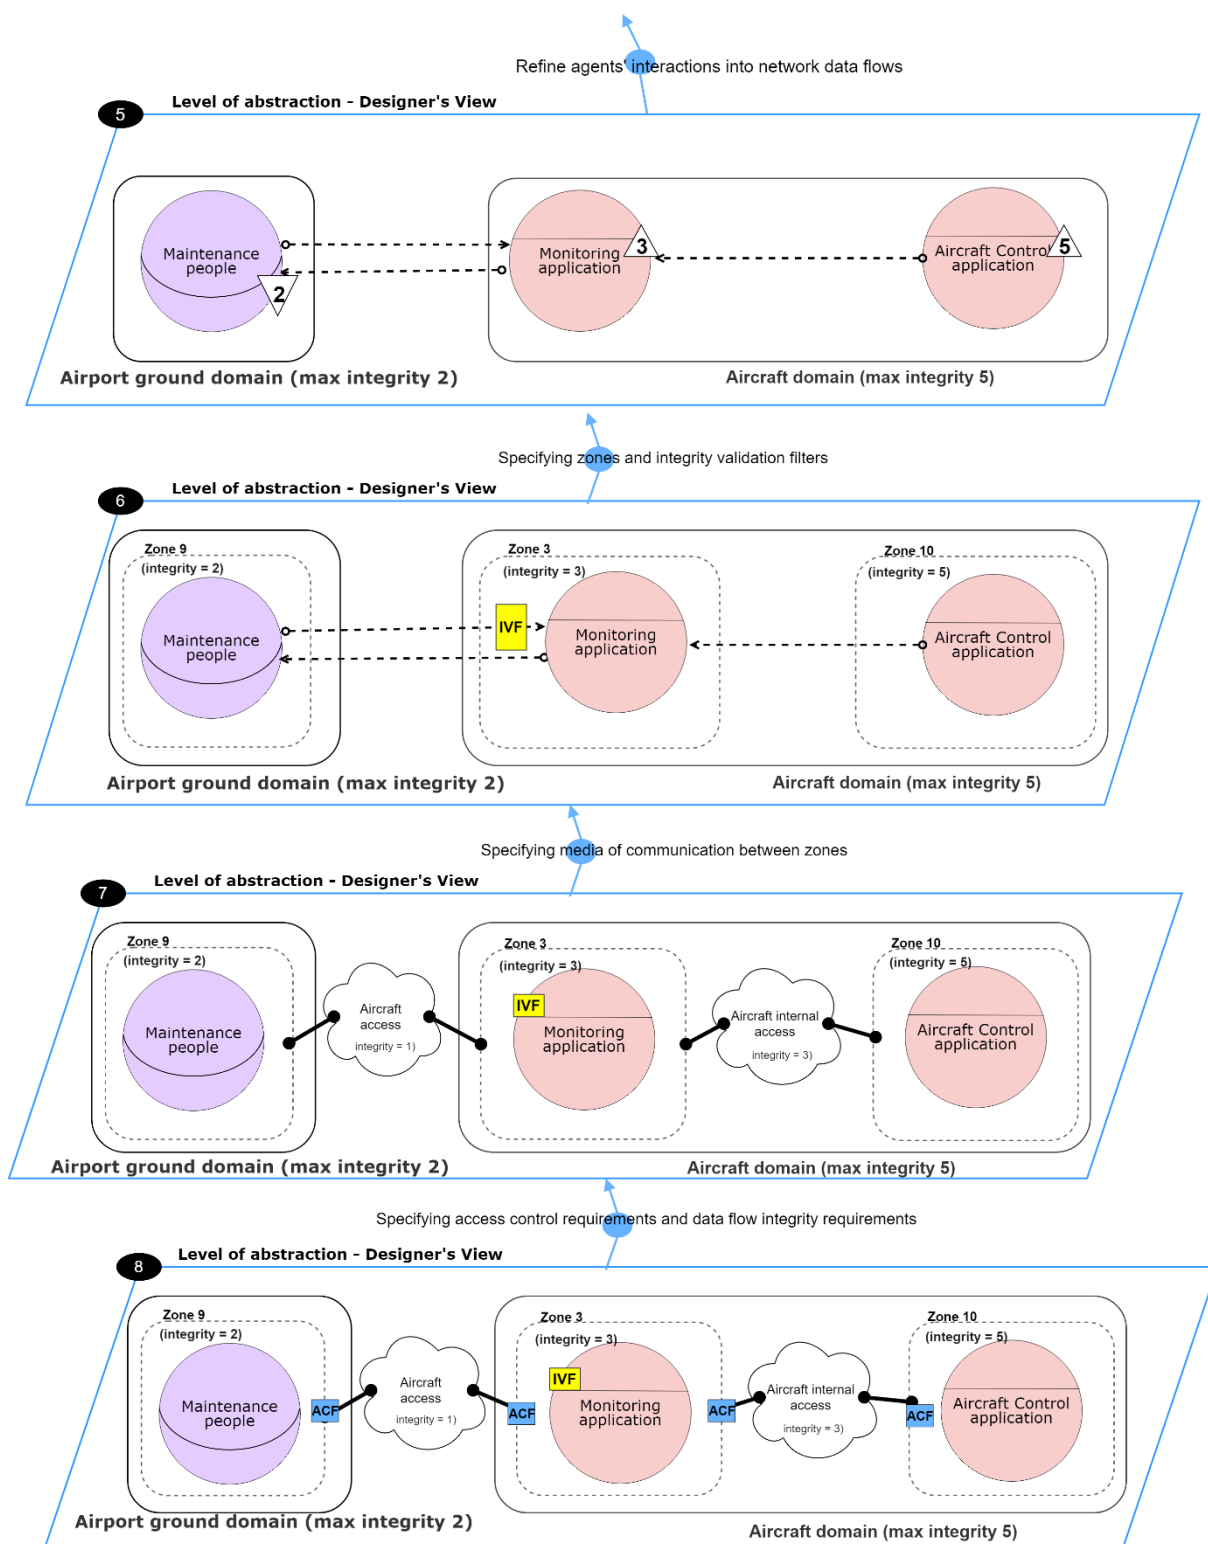 Refine agents' interactions into network data flows
Level of abstraction - Designer's View
5
Maintenance
people
2
Monitoring
application
3
Aircraft Control
application
5
Airport ground domain (max integrity 2)
Aircraft domain (max integrity 5)
Specifying zones and integrity validation filters
Level of abstraction - Designer's View
6
Zone 9
(integrity = 2)
Maintenance
people
Zone 3
(integrity = 3)
IVF
Monitoring
application
Zone 10
(integrity = 5)
Aircraft Control
application
Airport ground domain (max integrity 2)
Aircraft domain (max integrity 5)
Specifying media of communication between zones
Level of abstraction - Designer's View
7
Zone 9
(integrity = 2)
Maintenance
people
Aircraft
access
integrity = 1)
Zone 3
(integrity = 3)
IVF
Monitoring
application
Aircraft internal
access
integrity = 3)
Zone 10
(integrity = 5)
Aircraft Control
application
Airport ground domain (max integrity 2)
Aircraft domain (max integrity 5)
Specifying access control requirements and data flow integrity requirements
Level of abstraction - Designer's View
8
Zone 9
(integrity = 2)
Maintenance
people
ACF
Aircraft
access
integrity = 1)
ACF
Zone 3
(integrity = 3)
IVF
Monitoring
application
ACF
Aircraft internal
access
integrity = 3)
ACF
Zone 10
(integrity = 5)
Aircraft Control
application
Airport ground domain (max integrity 2)
Aircraft domain (max integrity 5)